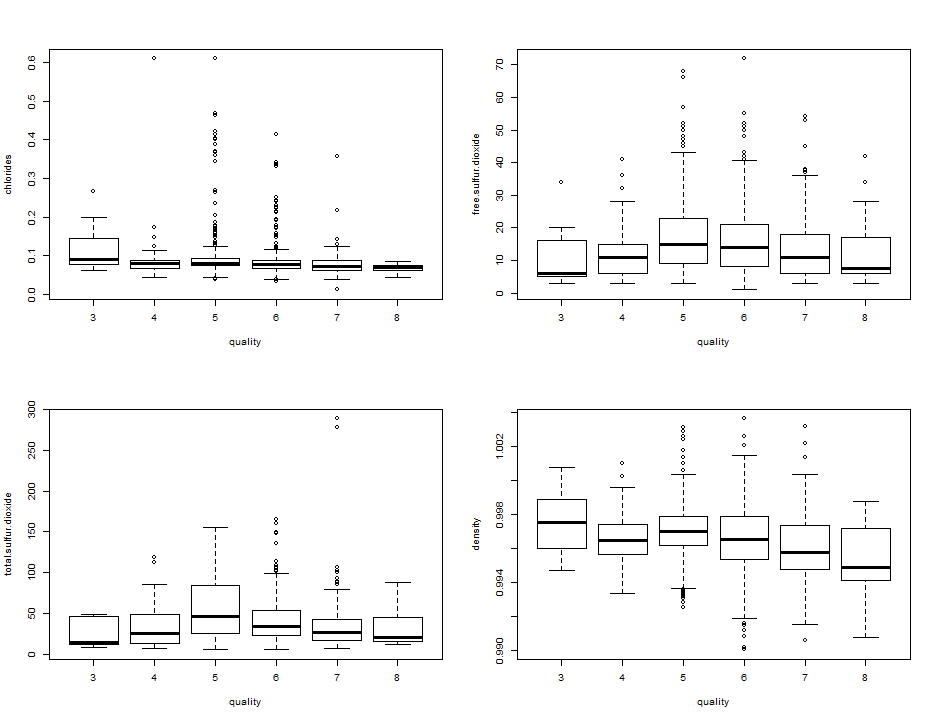 chlorides
0.0 0.1 0.2 0.3 0.4 0.5 0.6
3 4 5 6 7 8
quality
free.sulfur.dioxide
0 10 20 30 40 50 60 70
3 4 5 6 7 8
quality
total.sulfur.dioxide
0 50 100 150 200 250 300
3 4 5 6 7 8
quality
density
0.990 0.994 0.998 1.002
3 4 5 6 7 8
quality